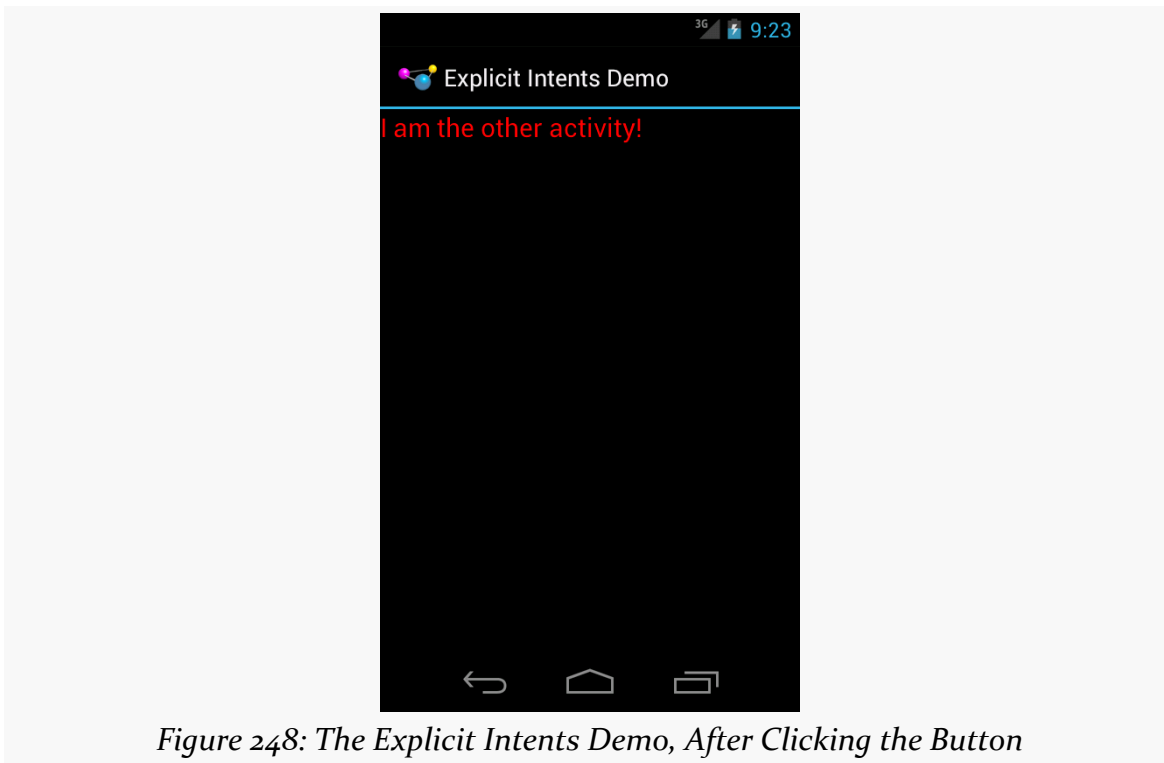 3G 9:23
Explicit Intents Demo
I am the other activity!
Figure 248: The Explicit Intents Demo, After Clicking the Button